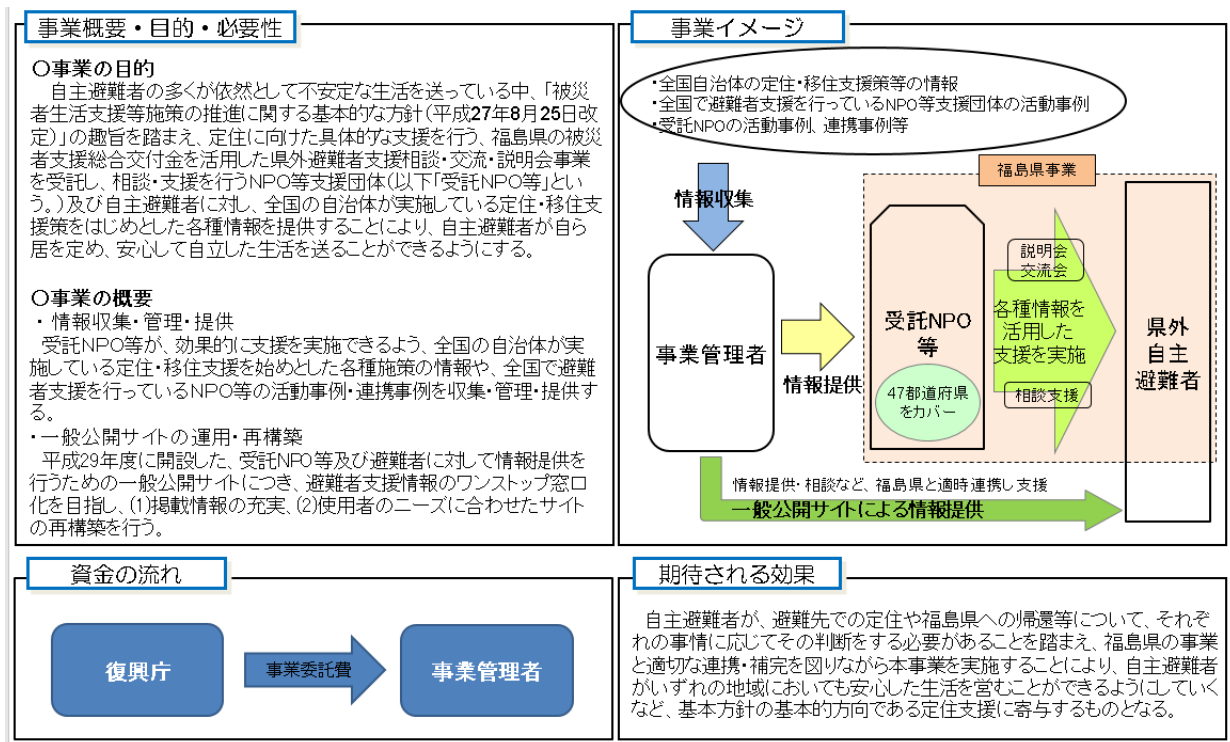 事業概要・目的・必要性
〇事業の目的
自主避難者の多くが依然として不安定な生活を送っている中、「被災
者生活支援等施策の推進に関する基本的な方針(平成27年8月25日改
定)」の趣旨を踏まえ、定住に向けた具体的な支援を行う、福島県の被災
者支援総合交付金を活用した県外避難者支援相談・交流・説明会事業
を受託し、相談・支援を行うNPO等支援団体(以下「受託NPO等」とい
う。)及び自主避難者に対し、全国の自治体が実施している定住・移住支
援策をはじめとした各種情報を提供することにより、自主避難者が自ら
居を定め、安心して自立した生活を送ることができるようにする。
〇事業の概要
・情報収集・管理・提供
受託NPO等が、効果的に支援を実施できるよう、全国の自治体が実
施している定住・移住支援を始めとした各種施策の情報や、全国で避難
者支援を行っているNPO等の活動事例・連携事例を収集・管理・提供す
る。
・一般公開サイトの運用・再構築
平成29年度に開設した、受託NPO等及び避難者に対して情報提供を
行うための一般公開サイトにつき、避難者支援情報のワンストップ窓口
化を目指し、(1)掲載情報の充実、(2)使用者のニーズに合わせたサイト
の再構築を行う。
事業イメージ
・全国自治体の定住・移住支援策等の情報
・全国で避難者支援を行っているNPO等支援団体の活動事例
・受託NPOの活動事例、連携事例等
情報収集
福島県事業
事業管理者
情報提供
受託NPO
等
47都道府県
をカバー
説明会
交流会
各種情報を
活用した
支援を実施
相談支援
県外
自主
避難者
情報提供・相談など、福島県と適時連携し支援
一般公開サイトによる情報提供
資金の流れ
復興庁
事業委託費
事業管理者
期待される効果
自主避難者が、避難先での定住や福島県への帰還等について、それぞ
れの事情に応じてその判断をする必要があることを踏まえ、福島県の事業
と適切な連携・補完を図りながら本事業を実施することにより、自主避難者
がいずれの地域においても安心した生活を営むことができるようにしていく
など、基本方針の基本的方向である定住支援に寄与するものとなる。